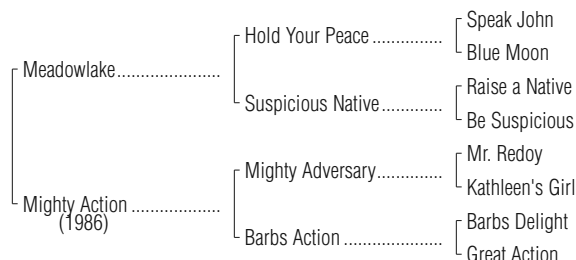 Speak John
Hold Your Peace ...............
Blue Moon
Meadowlake......................
Raise a Native
Suspicious Native.............
Be Suspicious
Mr. Redoy
Mighty Adversary..............
Kathleen's Girl
Mighty Action ...................
(1986)
Barbs Delight
Barbs Action .....................
Great Action